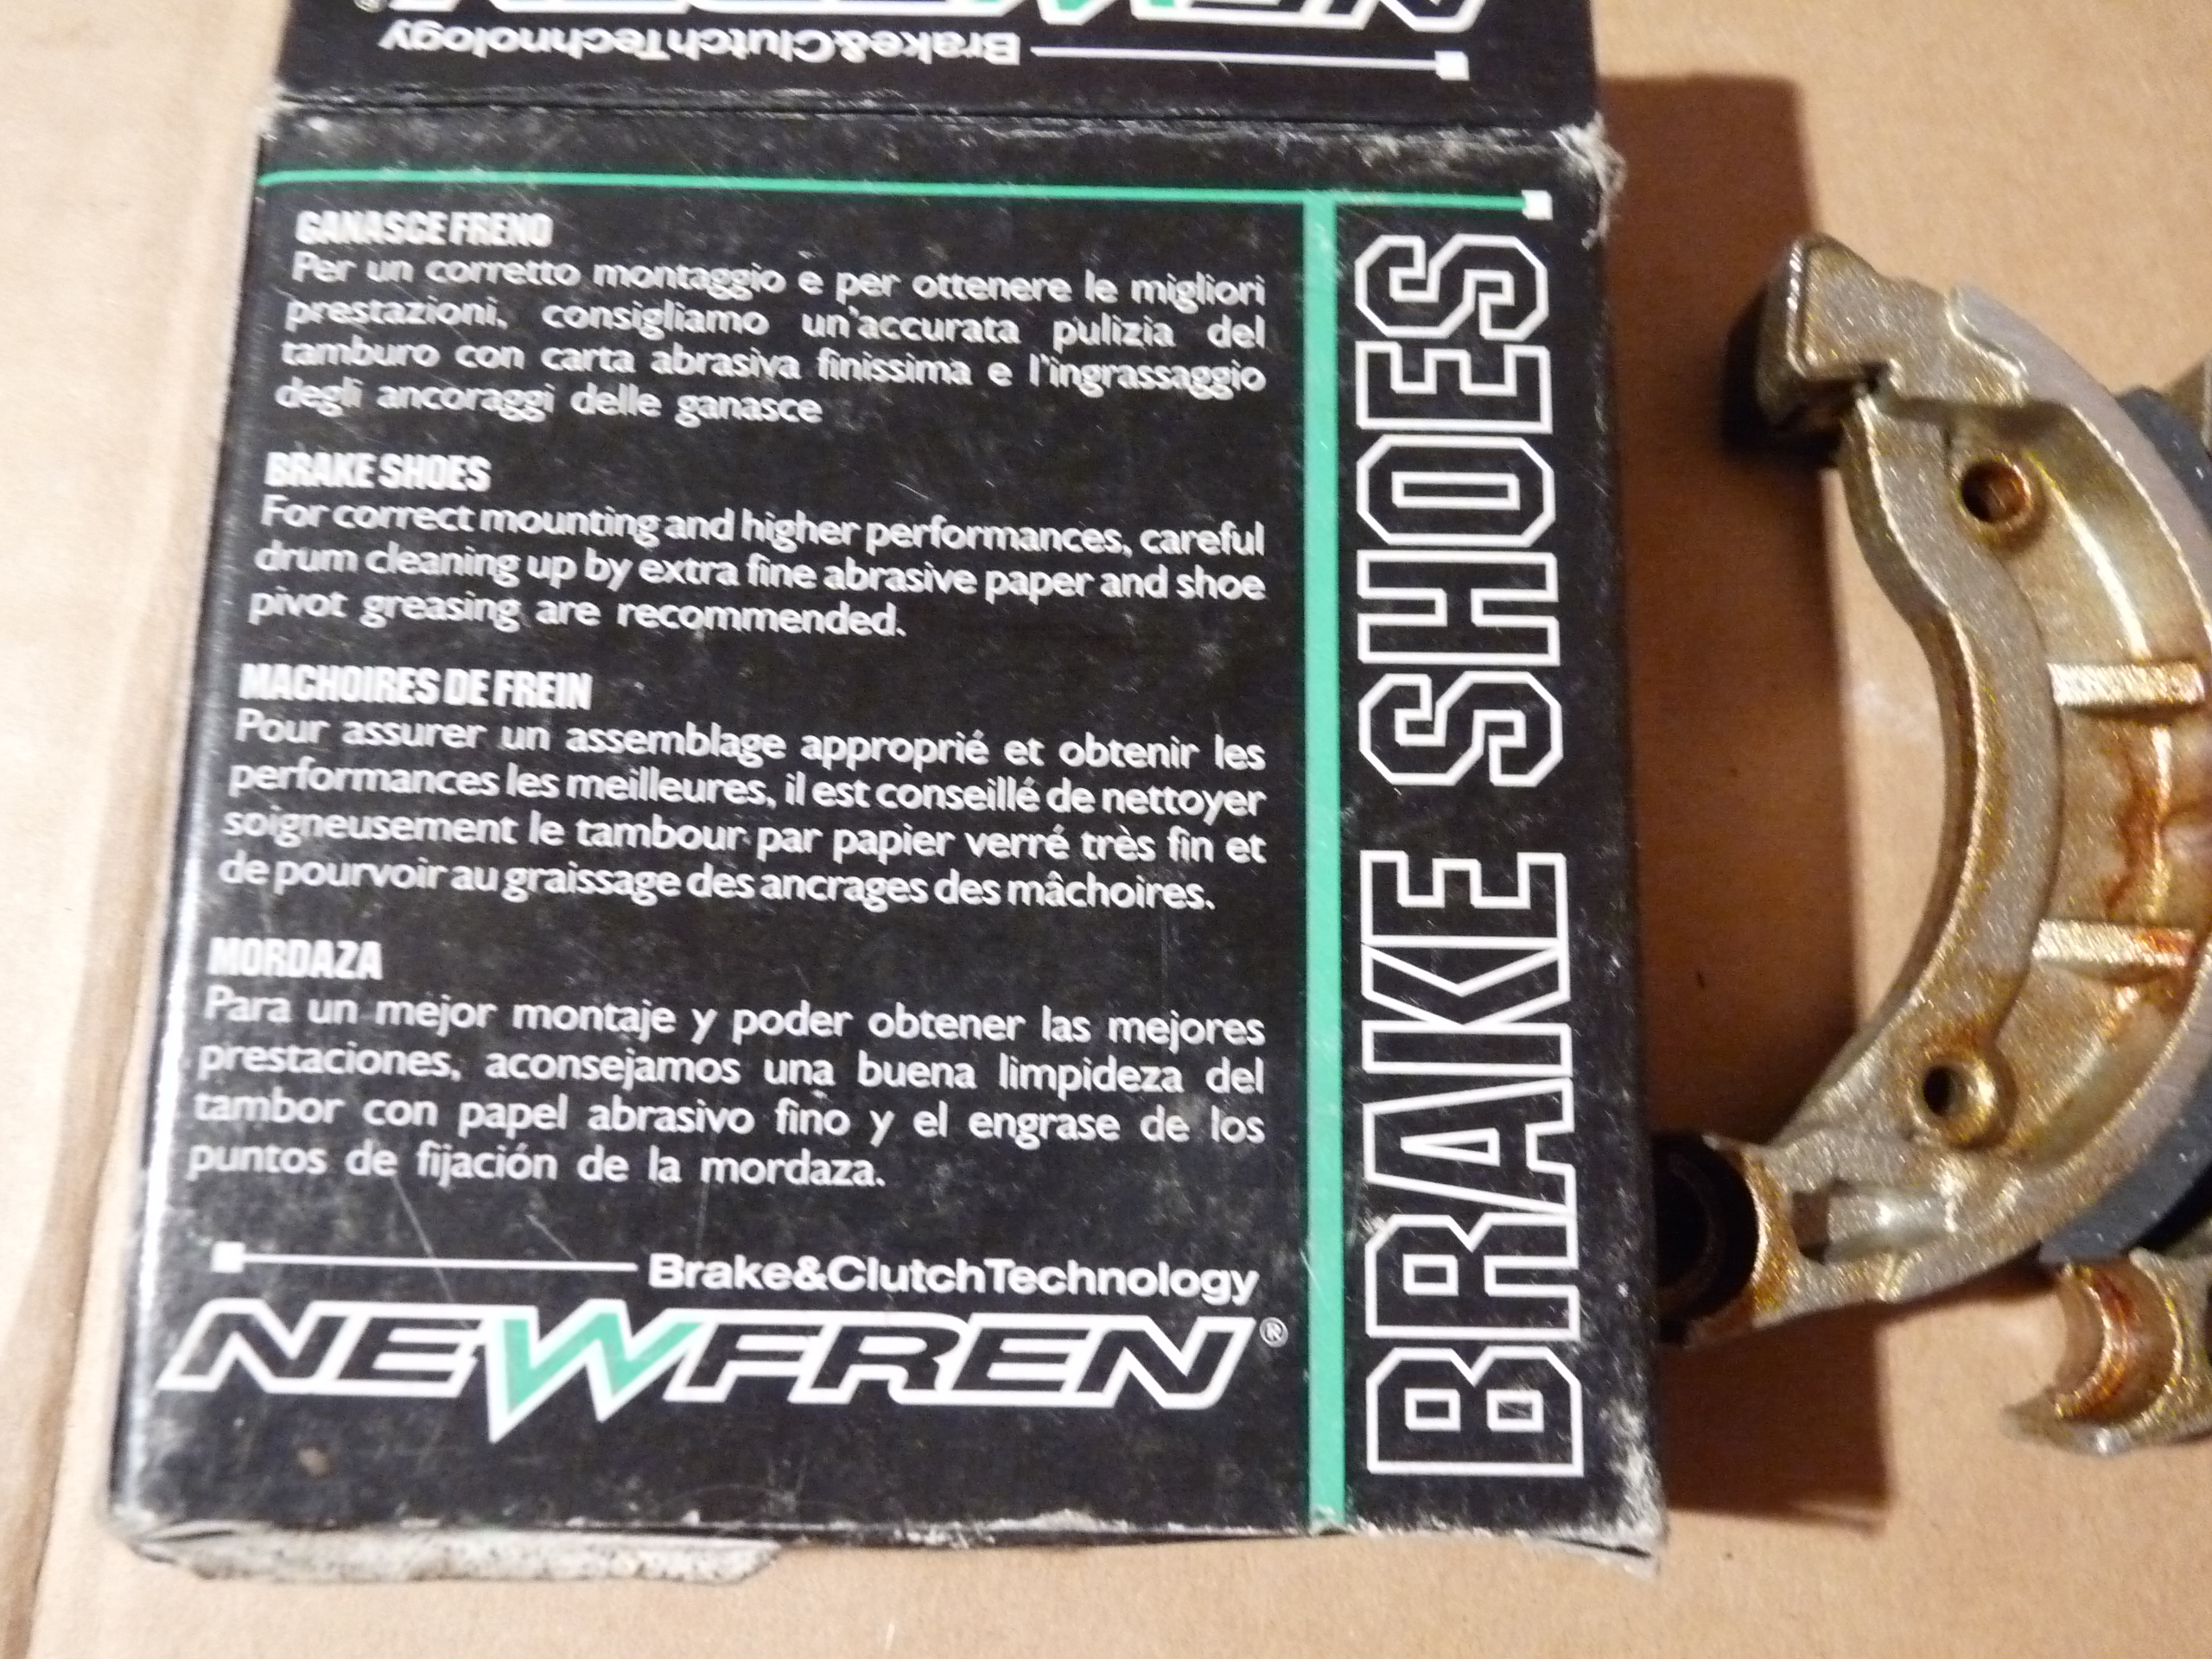 NEWFREN
Brake&ClutchTechnology
GANASCE FRENO
Per un corretto montaggio e per ottenere le migliori
prestazioni, consigliamo un'accurata pulizia del
tamburo con carta abrasiva finissima e l'ingrassaggio
degli ancoraggi delle ganasce
BRAKE SHOES
For correct mounting and higher performances, careful
drum cleaning up by extra fine abrasive paper and shoe
pivot greasing are recommended.
MACHOIRES DE FREIN
Pour assurer un assemblage approprié et obtenir les
performances les meilleures, il est conseillé de nettoyer
soigneusement le tambour par papier verré très fin et
de pourvoir au graissage des ancrages des mâchoires.
MORDAZA
Para un mejor montaje y poder obtener las mejores
prestaciones, aconsejamos una buena limpideza del
tambor con papel abrasivo fino y el engrase de los
puntos de fijación de la mordaza.
Brake&ClutchTechnology
NEWFREN®
BRAKE SHOES